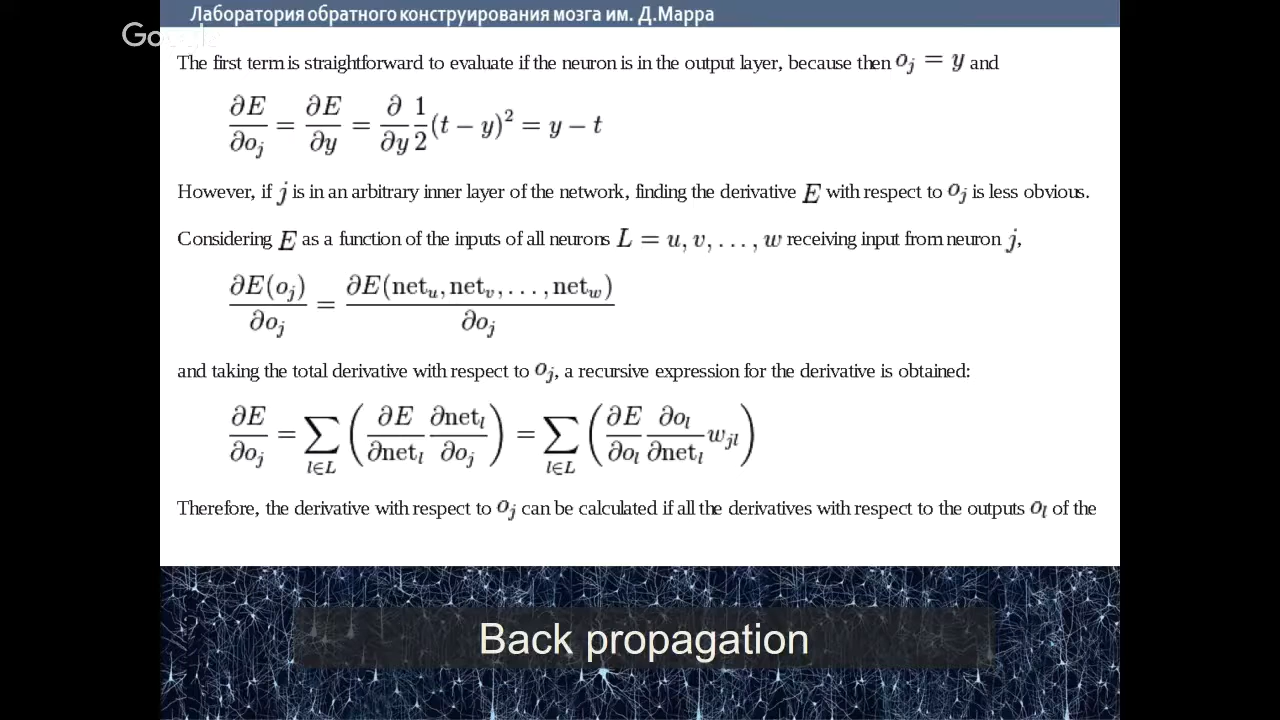 Лаборатория обратного конструирования мозга им. Д.Марра
Google
The first term is straightforward to evaluate if the neuron is in the output layer, because then o_j = y and
∂E/∂o_j = ∂E/∂y = ∂/∂y 1/2 (t − y)² = y − t
However, if j is in an arbitrary inner layer of the network, finding the derivative E with respect to o_j is less obvious.
Considering E as a function of the inputs of all neurons L = u, v, . . . , w receiving input from neuron j,
∂E(o_j)/∂o_j = ∂E(net_u, net_v, . . . , net_w)/∂o_j
and taking the total derivative with respect to o_j, a recursive expression for the derivative is obtained:
∂E/∂o_j = ∑_{l∈L} (∂E/∂net_l ∂net_l/∂o_j) = ∑_{l∈L} (∂E/∂o_l ∂o_l/∂net_l w_{jl})
Therefore, the derivative with respect to o_j can be calculated if all the derivatives with respect to the outputs o_l of the
Back propagation